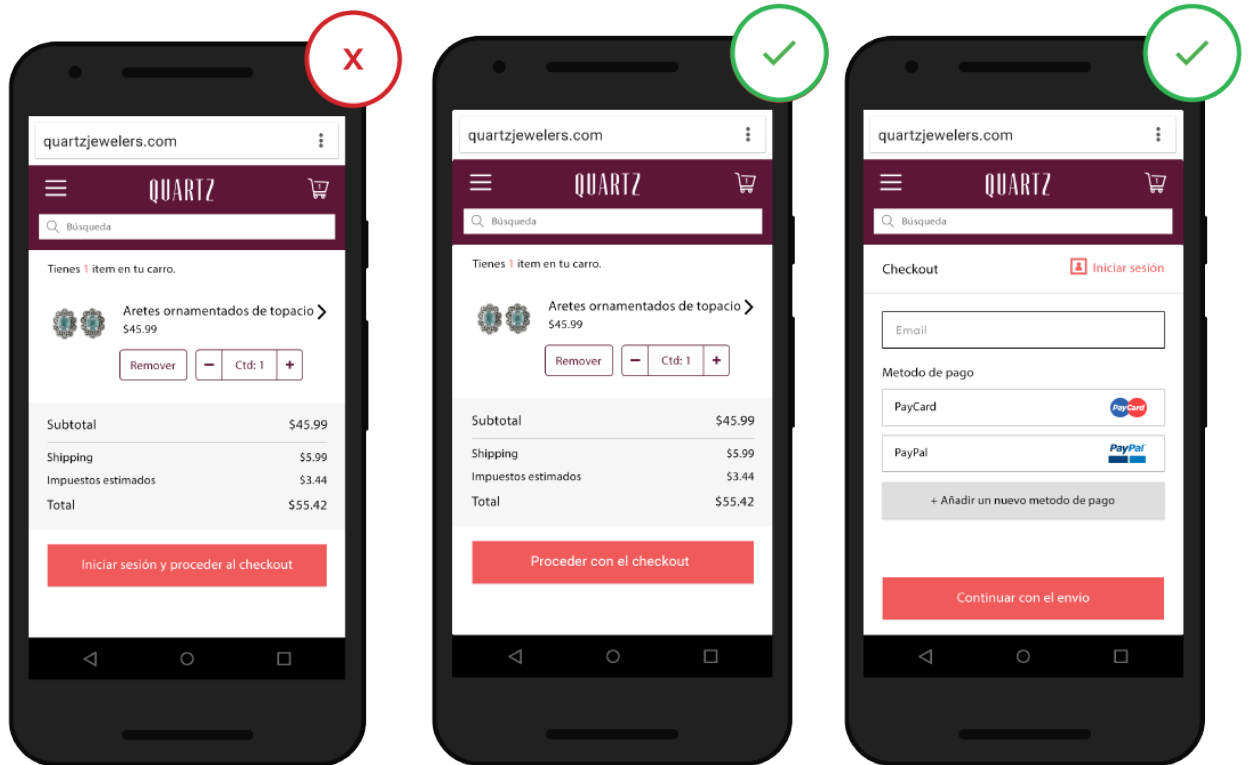 X
quartzjewelers.com
QUARTZ
1
Búsqueda
Tienes 1 item en tu carro.
Aretes ornamentados de topacio
$45.99
Remover
− Ctd: 1 +
Subtotal $45.99
Shipping $5.99
Impuestos estimados $3.44
Total $55.42
Iniciar sesión y proceder al checkout
quartzjewelers.com
QUARTZ
1
Búsqueda
Tienes 1 item en tu carro.
Aretes ornamentados de topacio
$45.99
Remover
− Ctd: 1 +
Subtotal $45.99
Shipping $5.99
Impuestos estimados $3.44
Total $55.42
Proceder con el checkout
quartzjewelers.com
QUARTZ
1
Búsqueda
Checkout Iniciar sesión
Email
Metodo de pago
PayCard PayCard
PayPal PayPal
+ Añadir un nuevo metodo de pago
Continuar con el envio